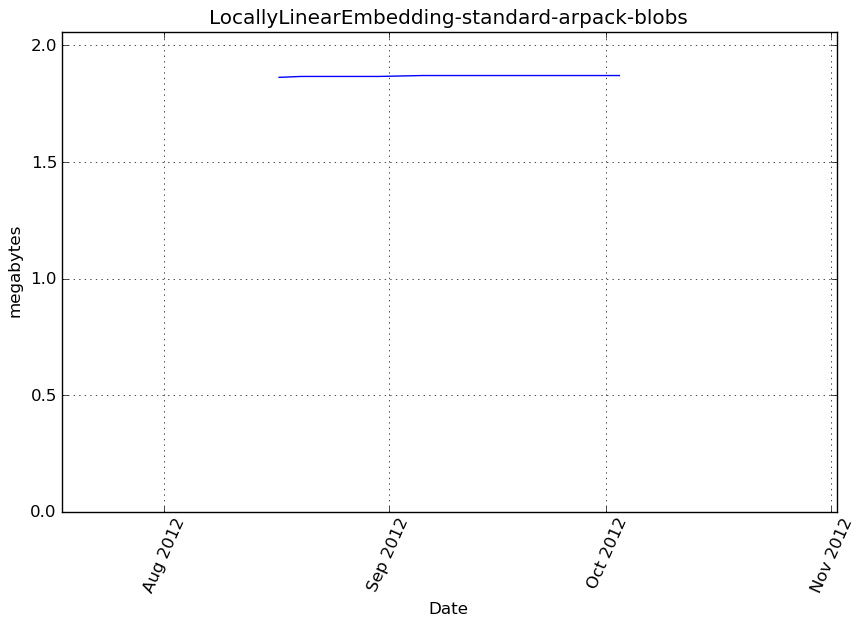 LocallyLinearEmbedding-standard-arpack-blobs
2.0
1.5
1.0
0.5
0.0
megabytes
Aug 2012
Sep 2012
Oct 2012
Nov 2012
Date